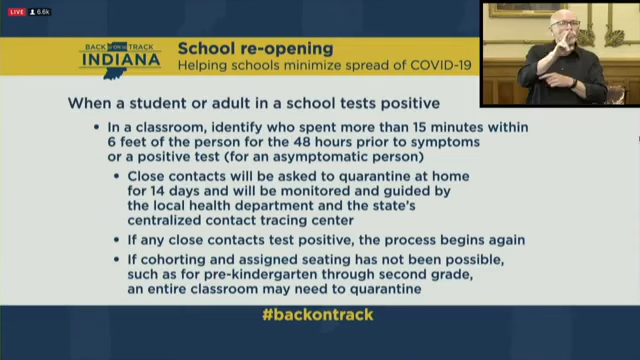 LIVE 6.6k
BACK ON TRACK
INDIANA
School re-opening
Helping schools minimize spread of COVID-19
When a student or adult in a school tests positive
• In a classroom, identify who spent more than 15 minutes within
6 feet of the person for the 48 hours prior to symptoms
or a positive test (for an asymptomatic person)
• Close contacts will be asked to quarantine at home
for 14 days and will be monitored and guided by
the local health department and the state's
centralized contact tracing center
• If any close contacts test positive, the process begins again
• If cohorting and assigned seating has not been possible,
such as for pre-kindergarten through second grade,
an entire classroom may need to quarantine
#backontrack